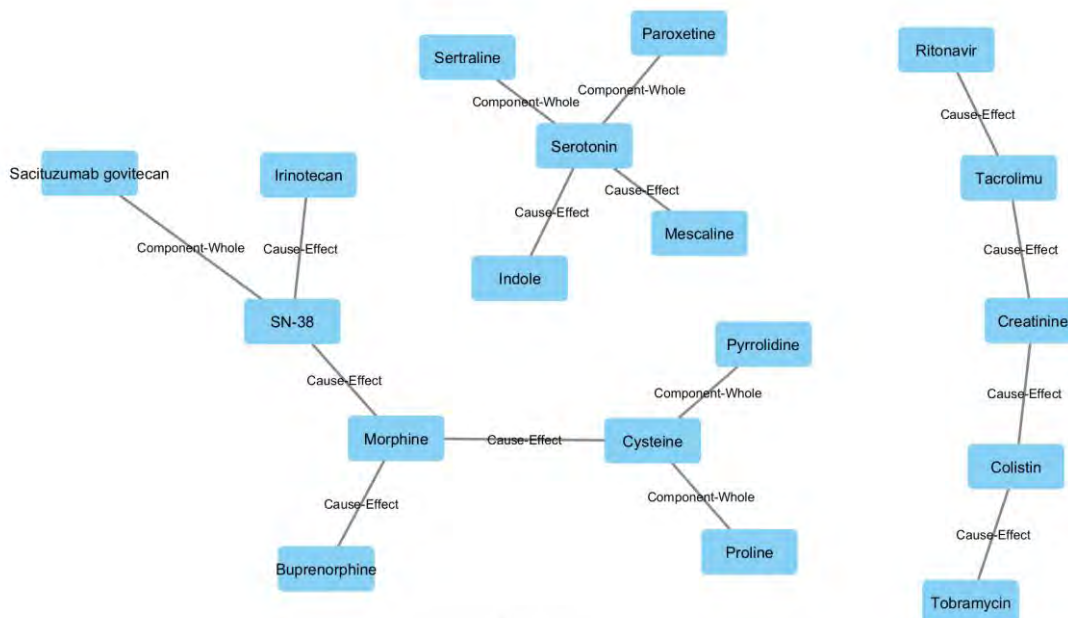 Paroxetine
Ritonavir
Sertraline
Component-Whole
Component-Whole
Cause-Effect
Serotonin
Sacituzumab govitecan
Irinotecan
Tacrolimu
Cause-Effect
Cause-Effect
Mescaline
Component-Whole
Cause-Effect
Cause-Effect
Indole
SN-38
Creatinine
Pyrrolidine
Cause-Effect
Component-Whole
Cause-Effect
Morphine
Cause-Effect
Cysteine
Colistin
Component-Whole
Cause-Effect
Cause-Effect
Proline
Buprenorphine
Tobramycin